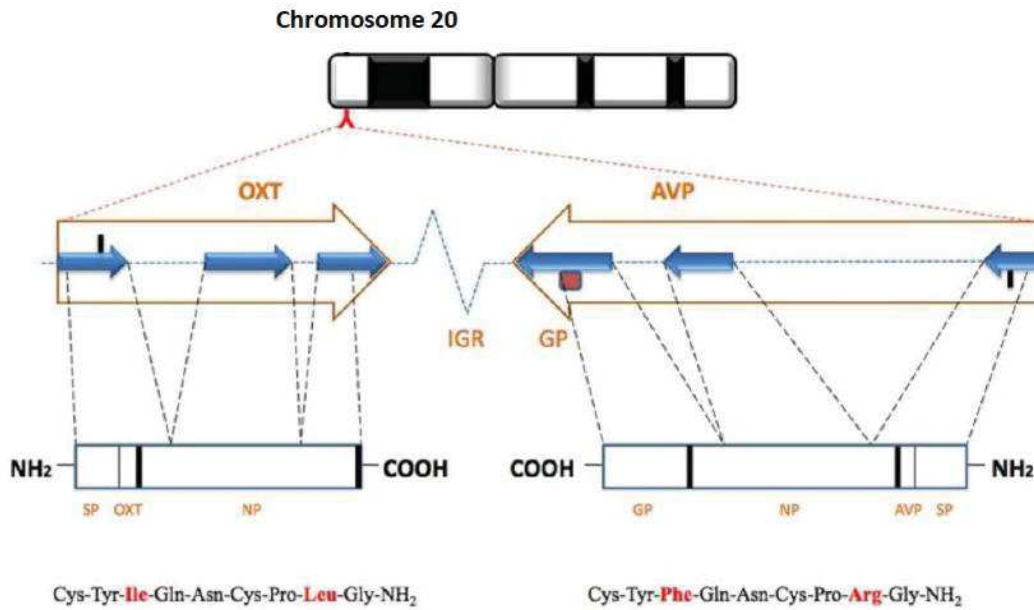 Chromosome 20
OXT
AVP
IGR
GP
NH₂
COOH
COOH
NH₂
SP
OXT
NP
GP
NP
AVP
SP
Cys-Tyr-Ile-Gln-Asn-Cys-Pro-Leu-Gly-NH₂
Cys-Tyr-Phe-Gln-Asn-Cys-Pro-Arg-Gly-NH₂